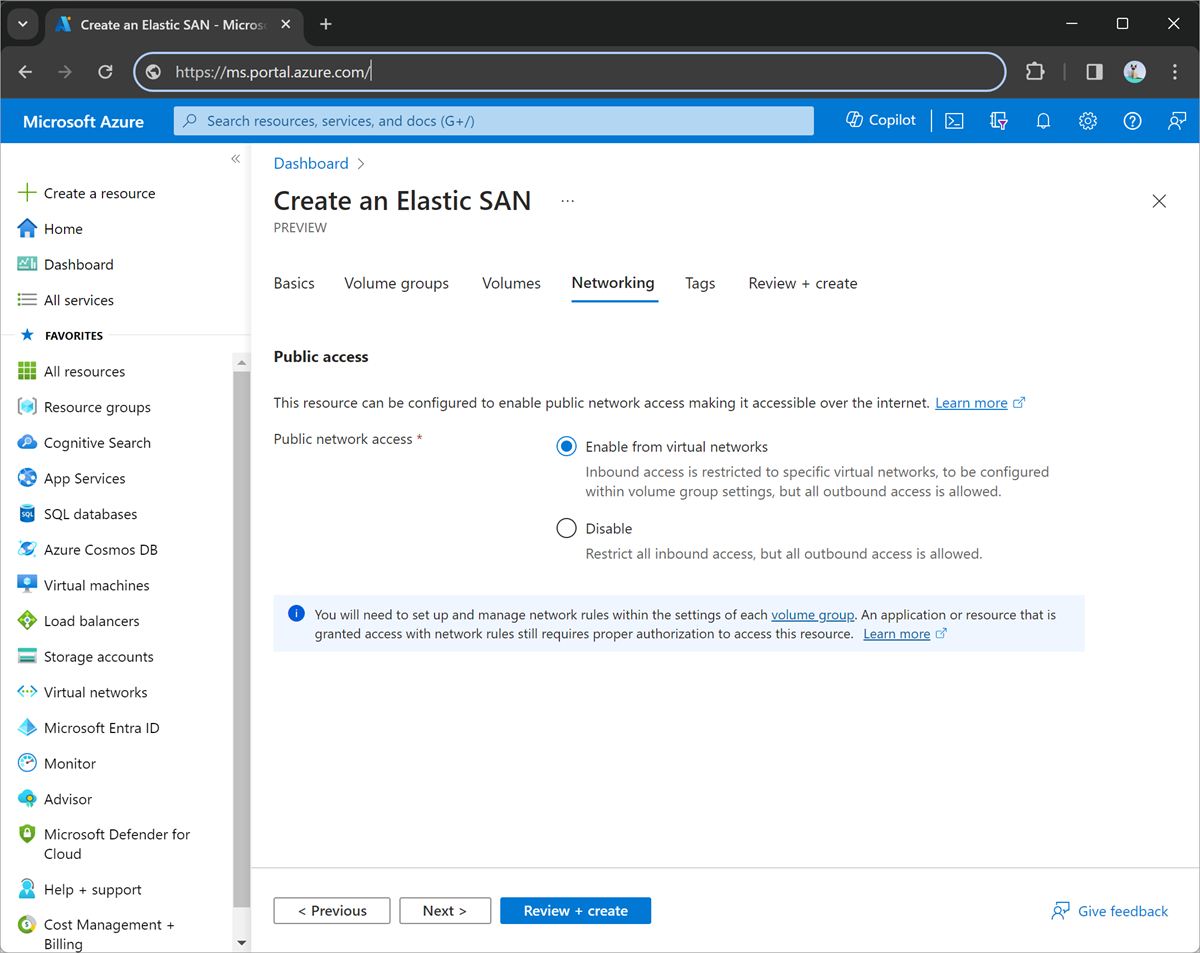 Create an Elastic SAN - Micros
https://ms.portal.azure.com/
Microsoft Azure
Search resources, services, and docs (G+/)
Copilot
Create a resource
Home
Dashboard
All services
FAVORITES
All resources
Resource groups
Cognitive Search
App Services
SQL databases
Azure Cosmos DB
Virtual machines
Load balancers
Storage accounts
Virtual networks
Microsoft Entra ID
Monitor
Advisor
Microsoft Defender for
Cloud
Help + support
Cost Management +
Billing
Dashboard >
Create an Elastic SAN ...
PREVIEW
Basics Volume groups Volumes Networking Tags Review + create
Public access
This resource can be configured to enable public network access making it accessible over the internet. Learn more
Public network access *
Enable from virtual networks
Inbound access is restricted to specific virtual networks, to be configured
within volume group settings, but all outbound access is allowed.
Disable
Restrict all inbound access, but all outbound access is allowed.
You will need to set up and manage network rules within the settings of each volume group. An application or resource that is
granted access with network rules still requires proper authorization to access this resource. Learn more
< Previous Next > Review + create
Give feedback